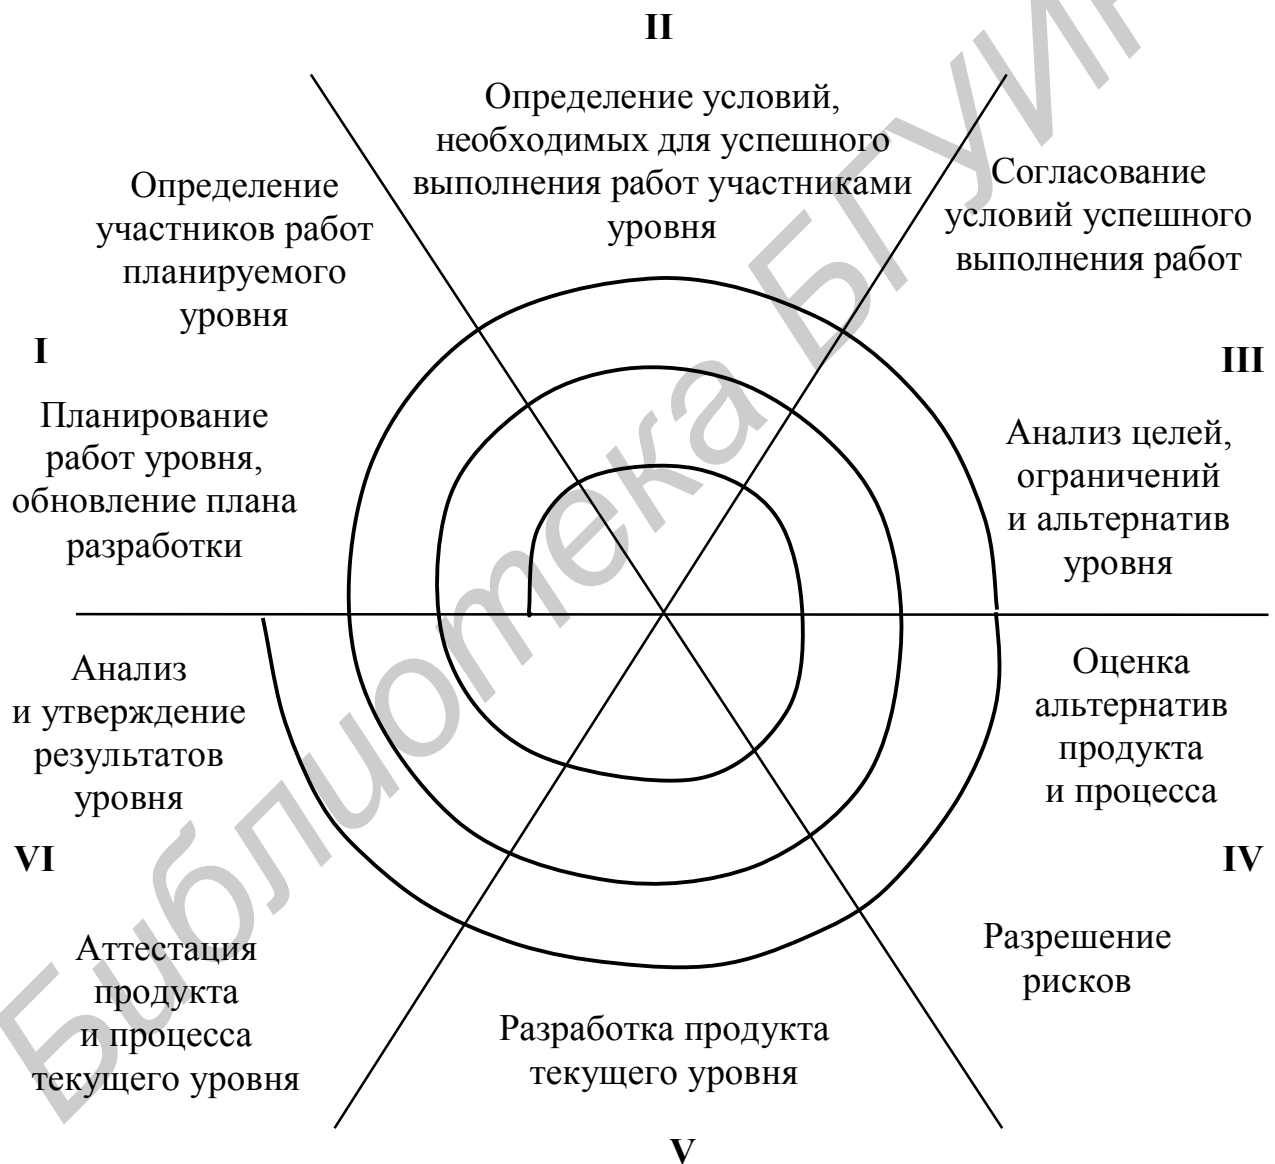 II
Определение условий,
необходимых для успешного
выполнения работ участниками
уровня
Определение
участников работ
планируемого
уровня
I
Планирование
работ уровня,
обновление плана
разработки
Согласование
условий успешного
выполнения работ
III
Анализ целей,
ограничений
и альтернатив
уровня
Оценка
альтернатив
продукта
и процесса
IV
Разрешение
рисков
Разработка продукта
текущего уровня
V
Анализ
и утверждение
результатов
уровня
VI
Аттестация
продукта
и процесса
текущего уровня
Библиотека БГУИР